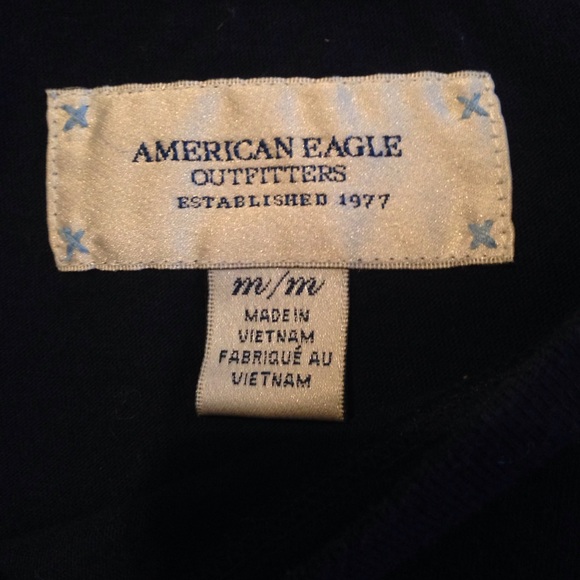 AMERICAN EAGLE
OUTFITTERS
ESTABLISHED 1977
m/m
MADE IN
VIETNAM
FABRIQUÉ AU
VIETNAM